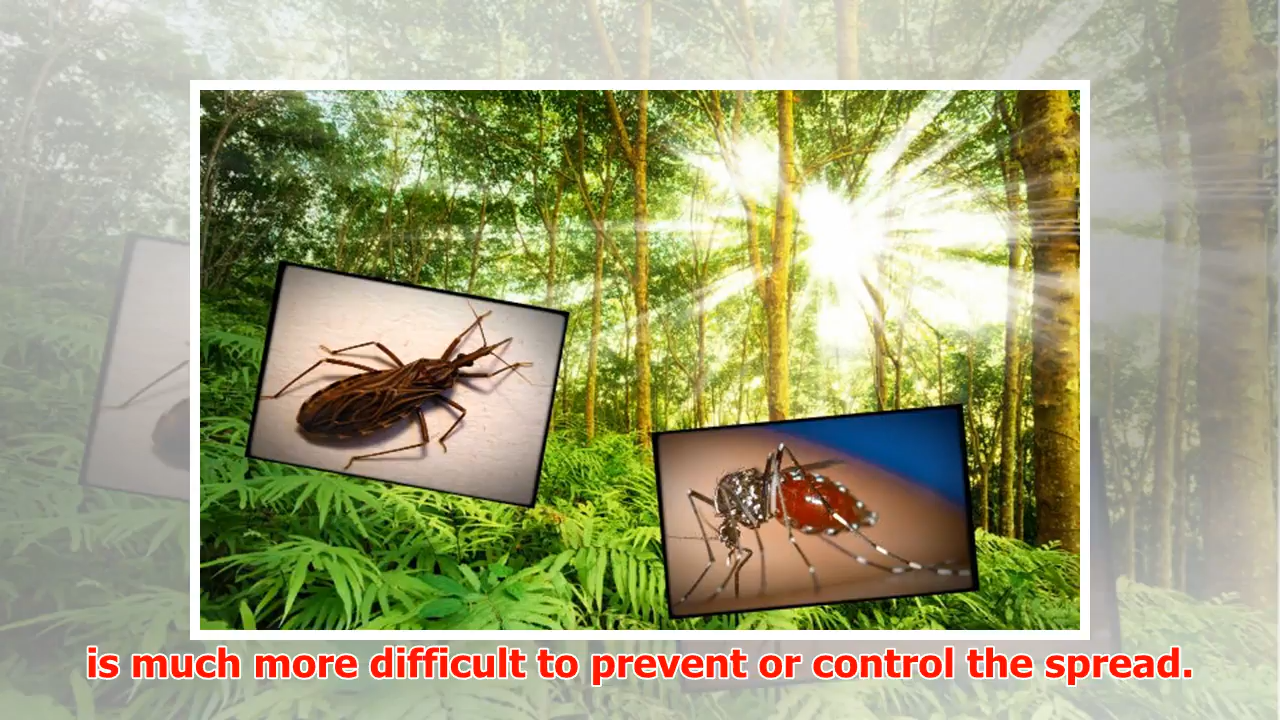 is much more difficult to prevent or control the spread.